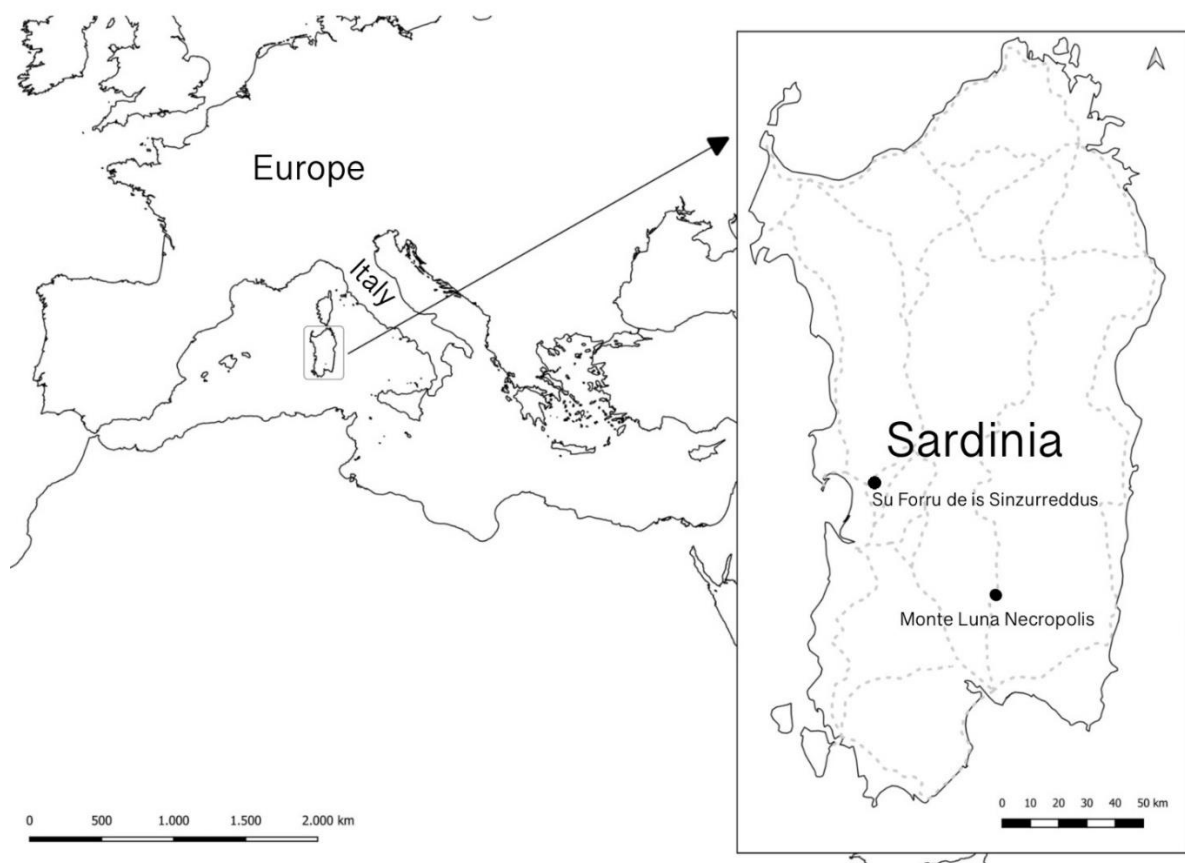 Europe
Italy
Sardinia
Su Forru de is Sinzurreddus
Monte Luna Necropolis
0 500 1.000 1.500 2.000 km
0 10 20 30 40 50 km